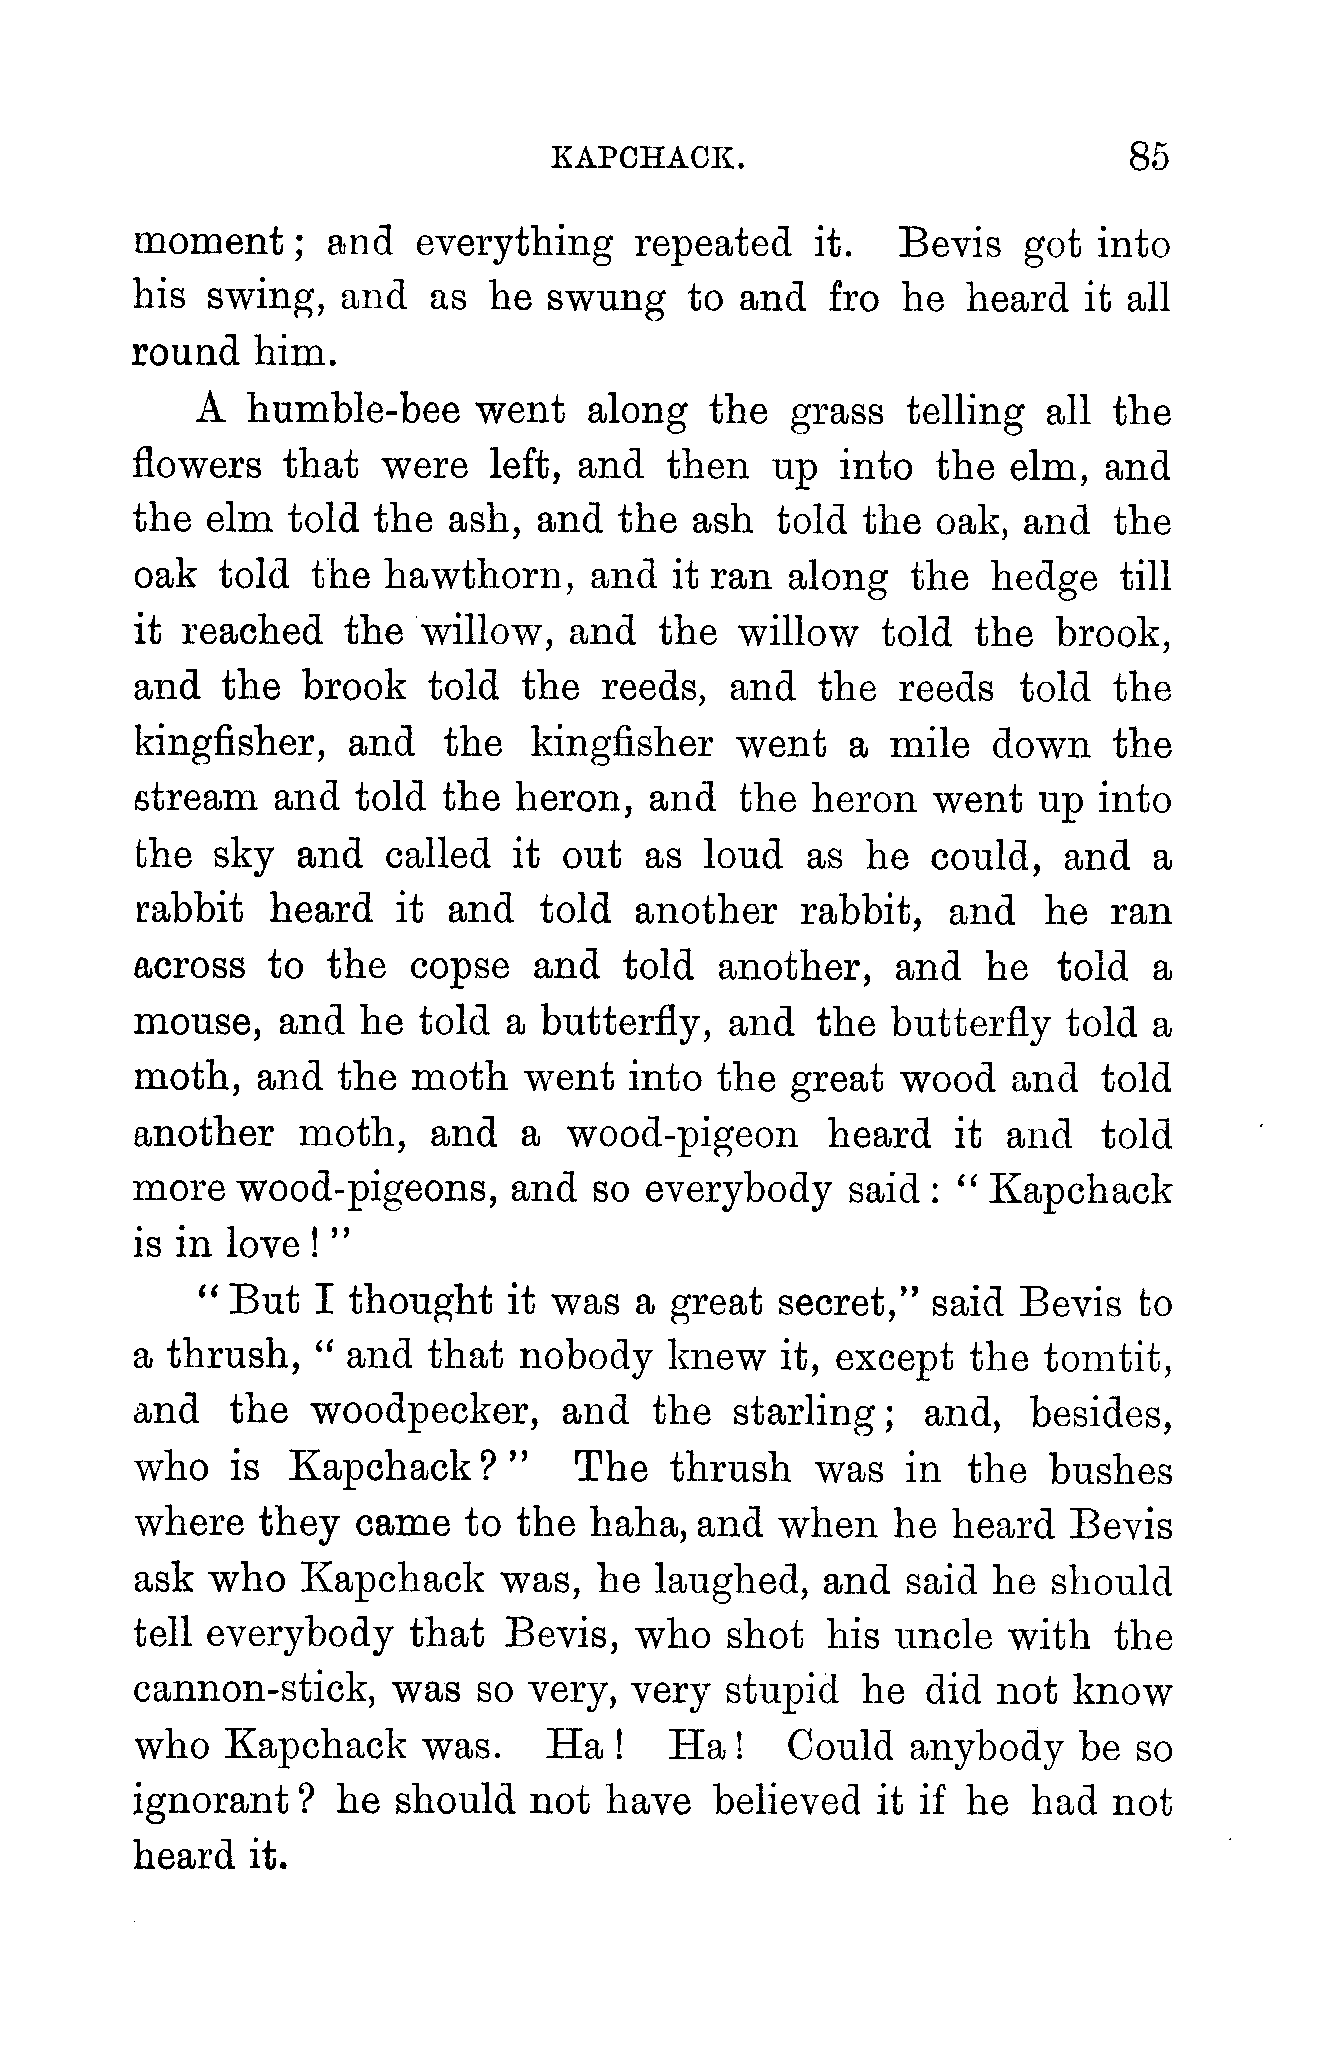 KAPCHACK. 85
moment; and everything repeated it. Bevis got into
his swing, and as he swung to and fro he heard it all
round him.
A humble-bee went along the grass telling all the
flowers that were left, and then up into the elm, and
the elm told the ash, and the ash told the oak, and the
oak told the hawthorn, and it ran along the hedge till
it reached the willow, and the willow told the brook,
and the brook told the reeds, and the reeds told the
kingfisher, and the kingfisher went a mile down the
stream and told the heron, and the heron went up into
the sky and called it out as loud as he could, and a
rabbit heard it and told another rabbit, and he ran
across to the copse and told another, and he told a
mouse, and he told a butterfly, and the butterfly told a
moth, and the moth went into the great wood and told
another moth, and a wood-pigeon heard it and told
more wood-pigeons, and so everybody said: “Kapchack
is in love!”
“But I thought it was a great secret,” said Bevis to
a thrush, “and that nobody knew it, except the tomtit,
and the woodpecker, and the starling; and, besides,
who is Kapchack?” The thrush was in the bushes
where they came to the haha, and when he heard Bevis
ask who Kapchack was, he laughed, and said he should
tell everybody that Bevis, who shot his uncle with the
cannon-stick, was so very, very stupid he did not know
who Kapchack was. Ha! Ha! Could anybody be so
ignorant? he should not have believed it if he had not
heard it.